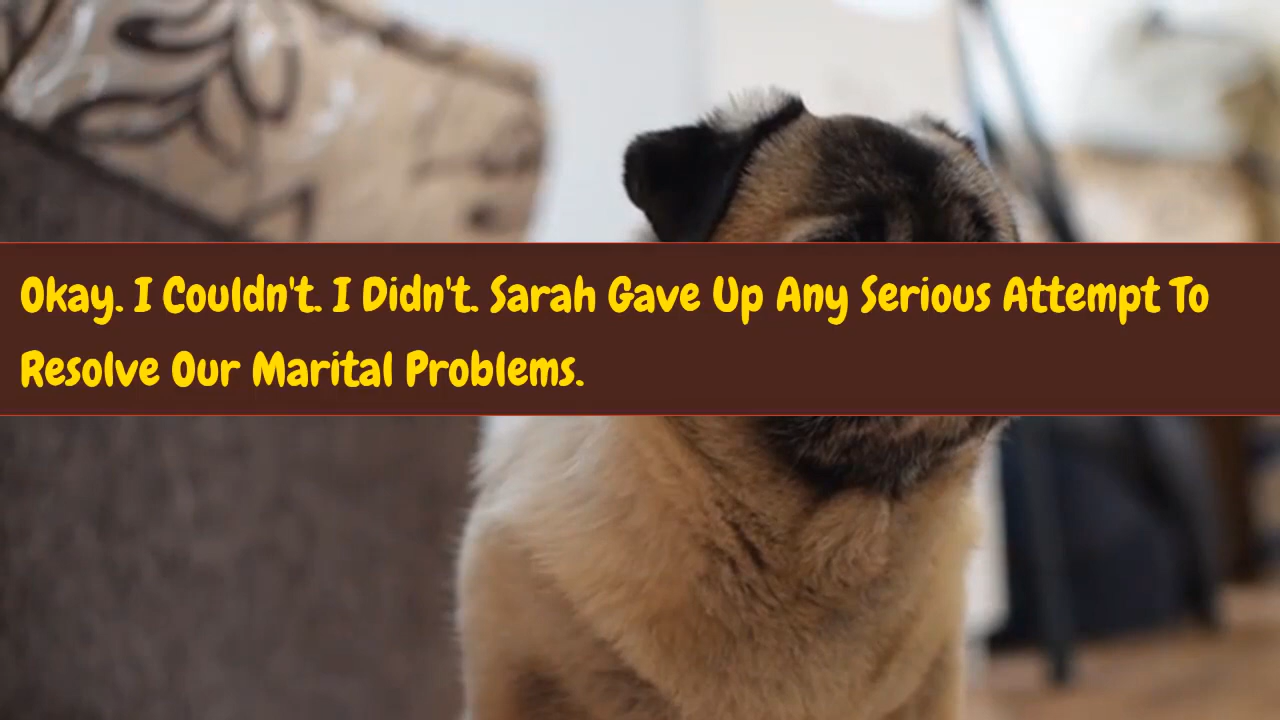 Okay. I Couldn't. I Didn't. Sarah Gave Up Any Serious Attempt To
Resolve Our Marital Problems.